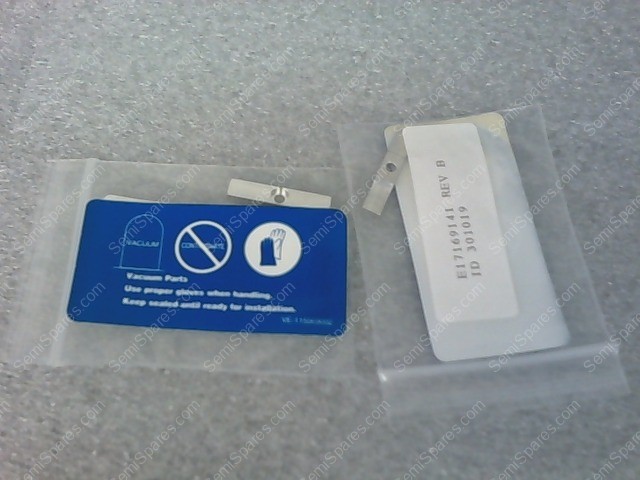 VACUUM
CONTAMINATE
Vacuum Parts
Use proper gloves when handling.
Keep sealed until ready for installation.
E17169141 REV B
ID 301019
SemiSpares.com